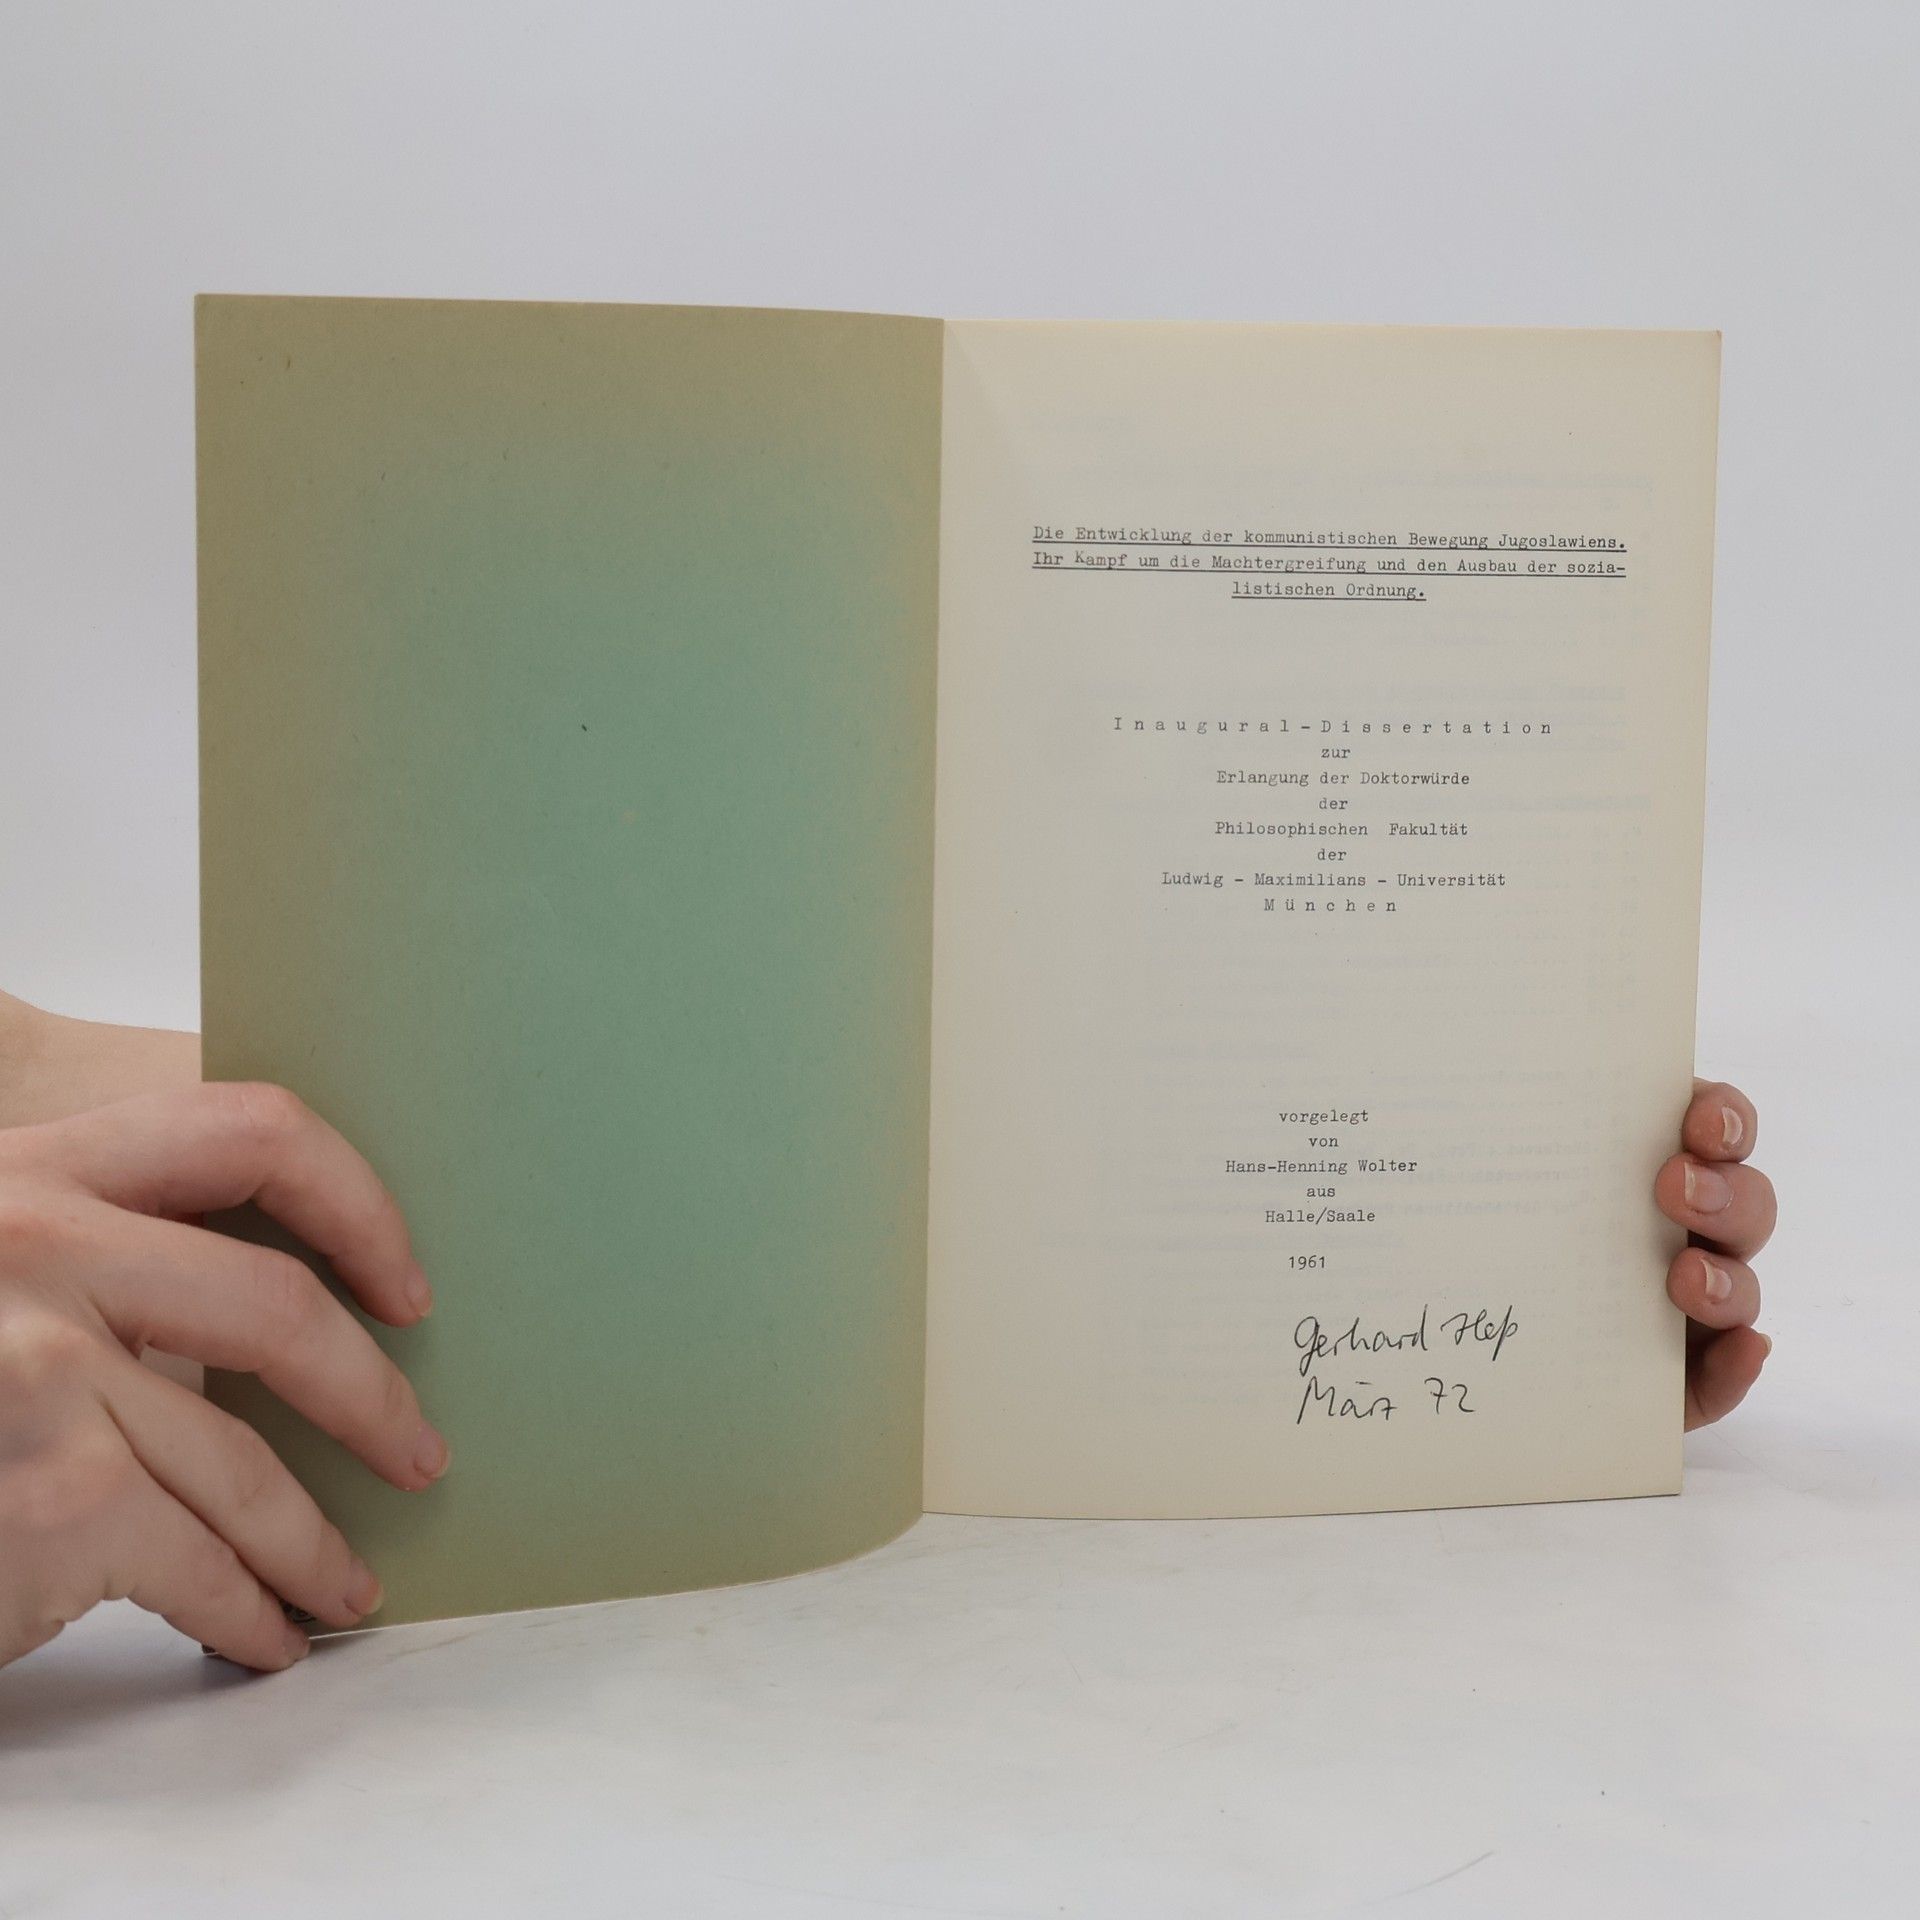 Die Entwicklung der kommunistischen Bewegung Jugoslawiens.
Ihr Kampf um die Machtergreifung und den Ausbau der sozia-
listischen Ordnung.
Inaugural-Dissertation
zur
Erlangung der Doktorwürde
der
Philosophischen Fakultät
der
Ludwig - Maximilians - Universität
München
vorgelegt
von
Hans-Henning Wolter
aus
Halle/Saale
1961
Gerhard Heß
März 72